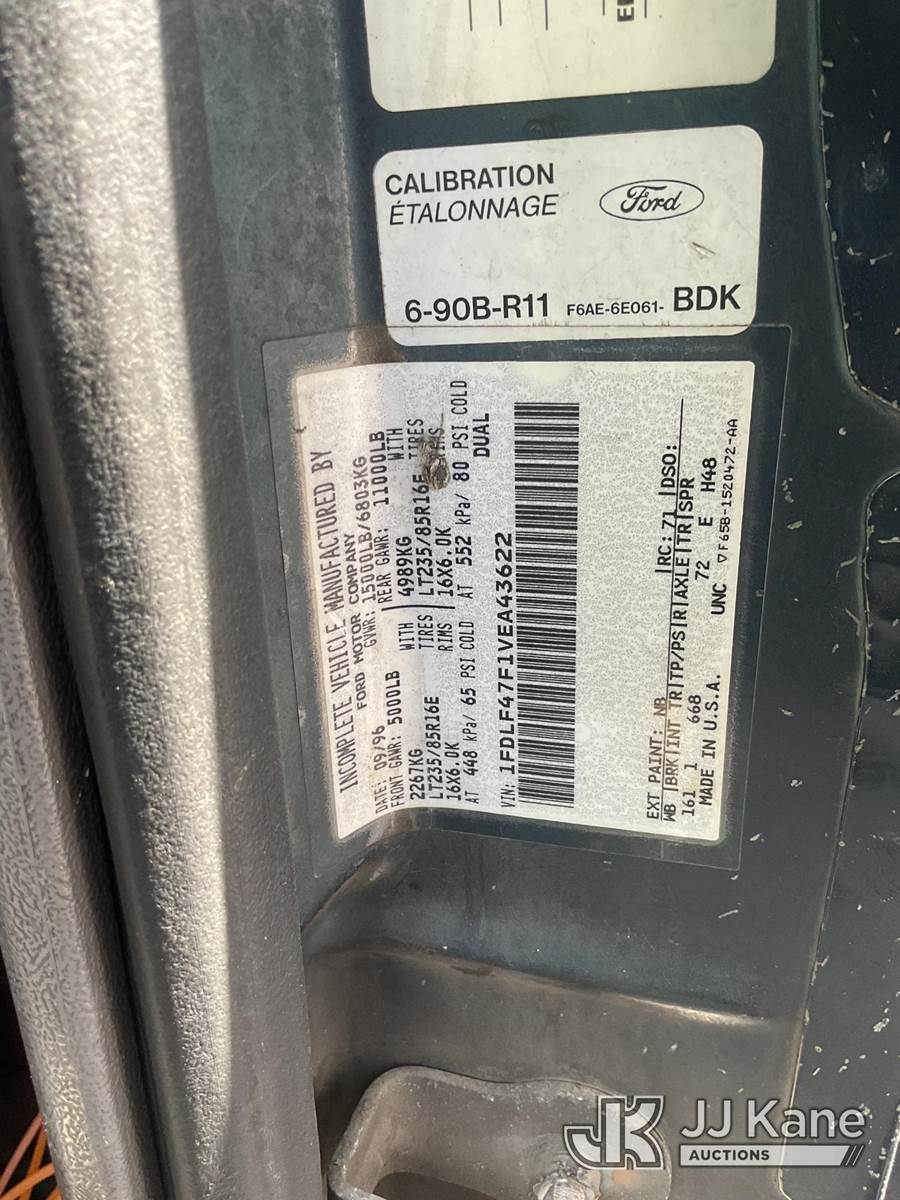 CALIBRATION
ÉTALONNAGE
Ford
6-90B-R11 F6AE-6E061- BDK
INCOMPLETE VEHICLE MANUFACTURED BY
FORD MOTOR COMPANY
DATE: 09/96 GVWR: 15000LB/6803KG
FRONT GAWR: 5000LB REAR GAWR: 11000LB
2267KG WITH 4989KG WITH
LT235/85R16E TIRES LT235/85R16E TIRES
16X6.0K RIMS 16X6.0K
AT 448 kPa/ 65 PSI COLD AT 552 kPa/ 80 PSI COLD
DUAL
VIN: 1FDLF47F1VEA43622
EXT PAINT: NB RC: 71 DSO:
WB BRK INT TR TP/PS R AXLE TR SPR
161 1 668 72 E H48
MADE IN U.S.A. UNC
▽F65B-1520472-AA
JK JJ Kane
AUCTIONS